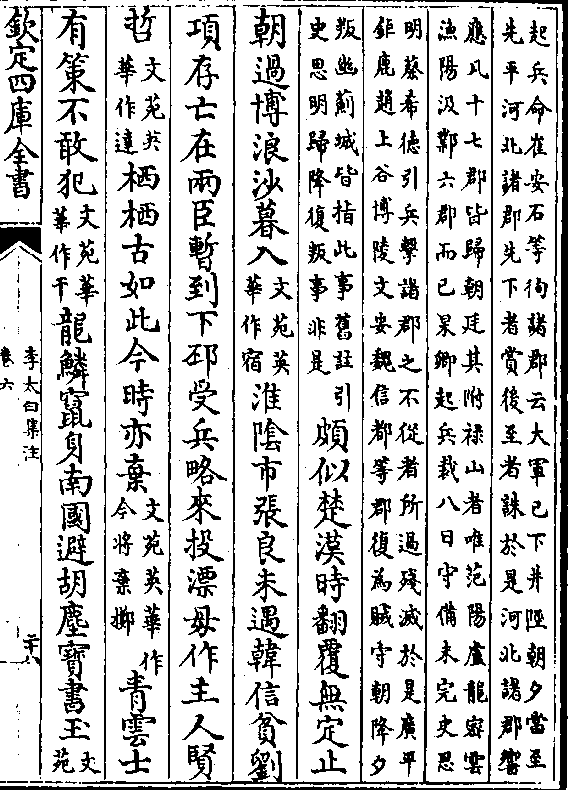 起兵命崔安石等徇諸郡云大軍已下井陘朝夕當至
先平河北諸郡先下者賞後至者誅於是河北諸郡響
應凡十七郡皆歸朝廷其附祿山者唯范陽盧龍密雲
漁陽汲鄴六郡而已杲卿起兵載八日守備未完史思
明蔡希德引兵擊諸郡之不從者所過殘滅於是廣平
鉅鹿趙上谷博陵文安魏信都等郡復為賊守朝降夕
叛幽薊城皆指此事舊註引史思明歸降復叛事非是頗似楚漢時翻覆無定止
朝過博浪沙暮入文苑英華作宿淮陰市張良未遇韓信貧劉
項存亡在兩臣暫到下邳受兵略來投漂母作主人賢
哲文苑英華作達栖栖古如此今時亦棄文苑英華作今將棄擲青雲士
有策不敢犯文苑華華作干龍鱗竄身南國避胡塵寶書玉文苑
欽定四庫全書
李太白集注
卷六
二十八